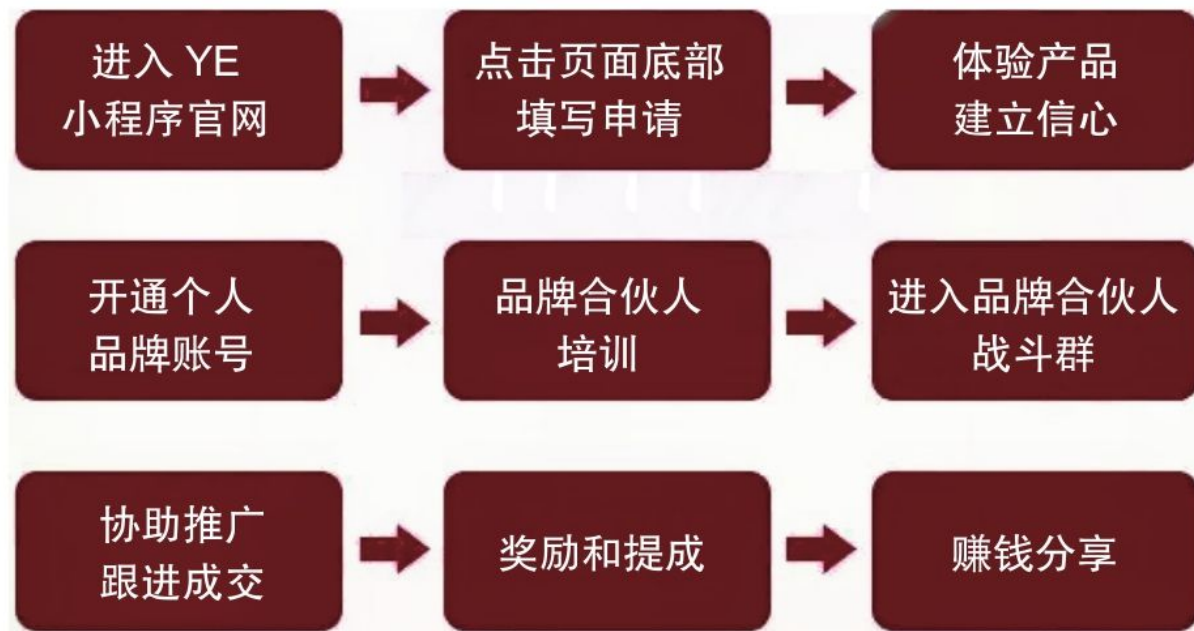 进入 YE
小程序官网
点击页面底部
填写申请
体验产品
建立信心
开通个人
品牌账号
品牌合伙人
培训
进入品牌合伙人
战斗群
协助推广
跟进成交
奖励和提成
赚钱分享